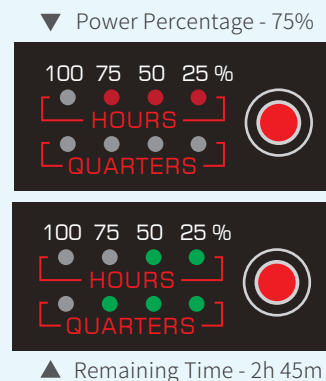 ▼ Power Percentage - 75%
100 75 50 25 %
HOURS
QUARTERS
100 75 50 25 %
HOURS
QUARTERS
▲ Remaining Time - 2h 45m